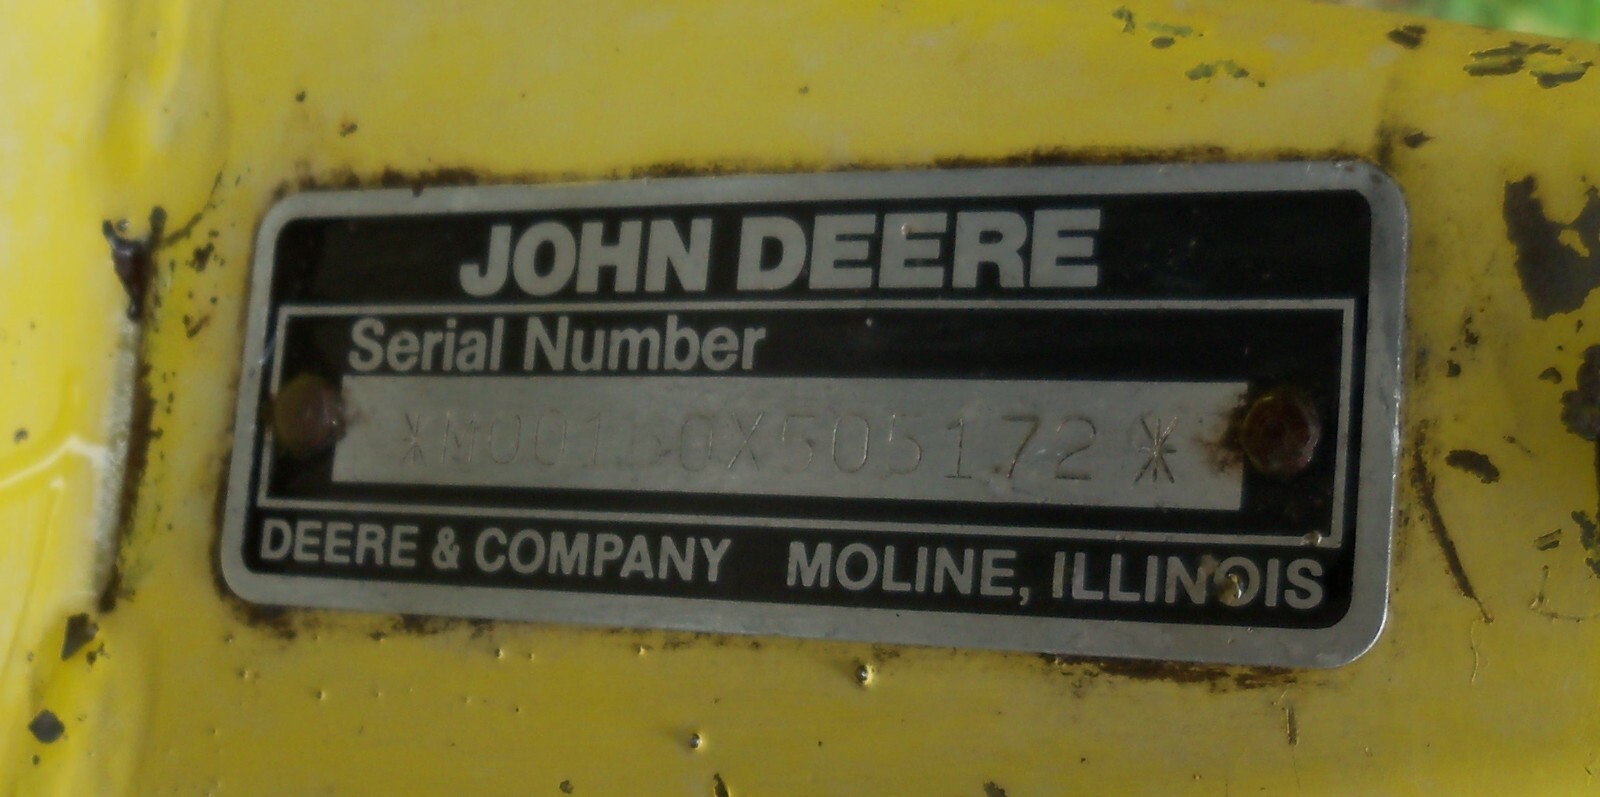 JOHN DEERE
Serial Number
DEERE & COMPANY MOLINE, ILLINOIS